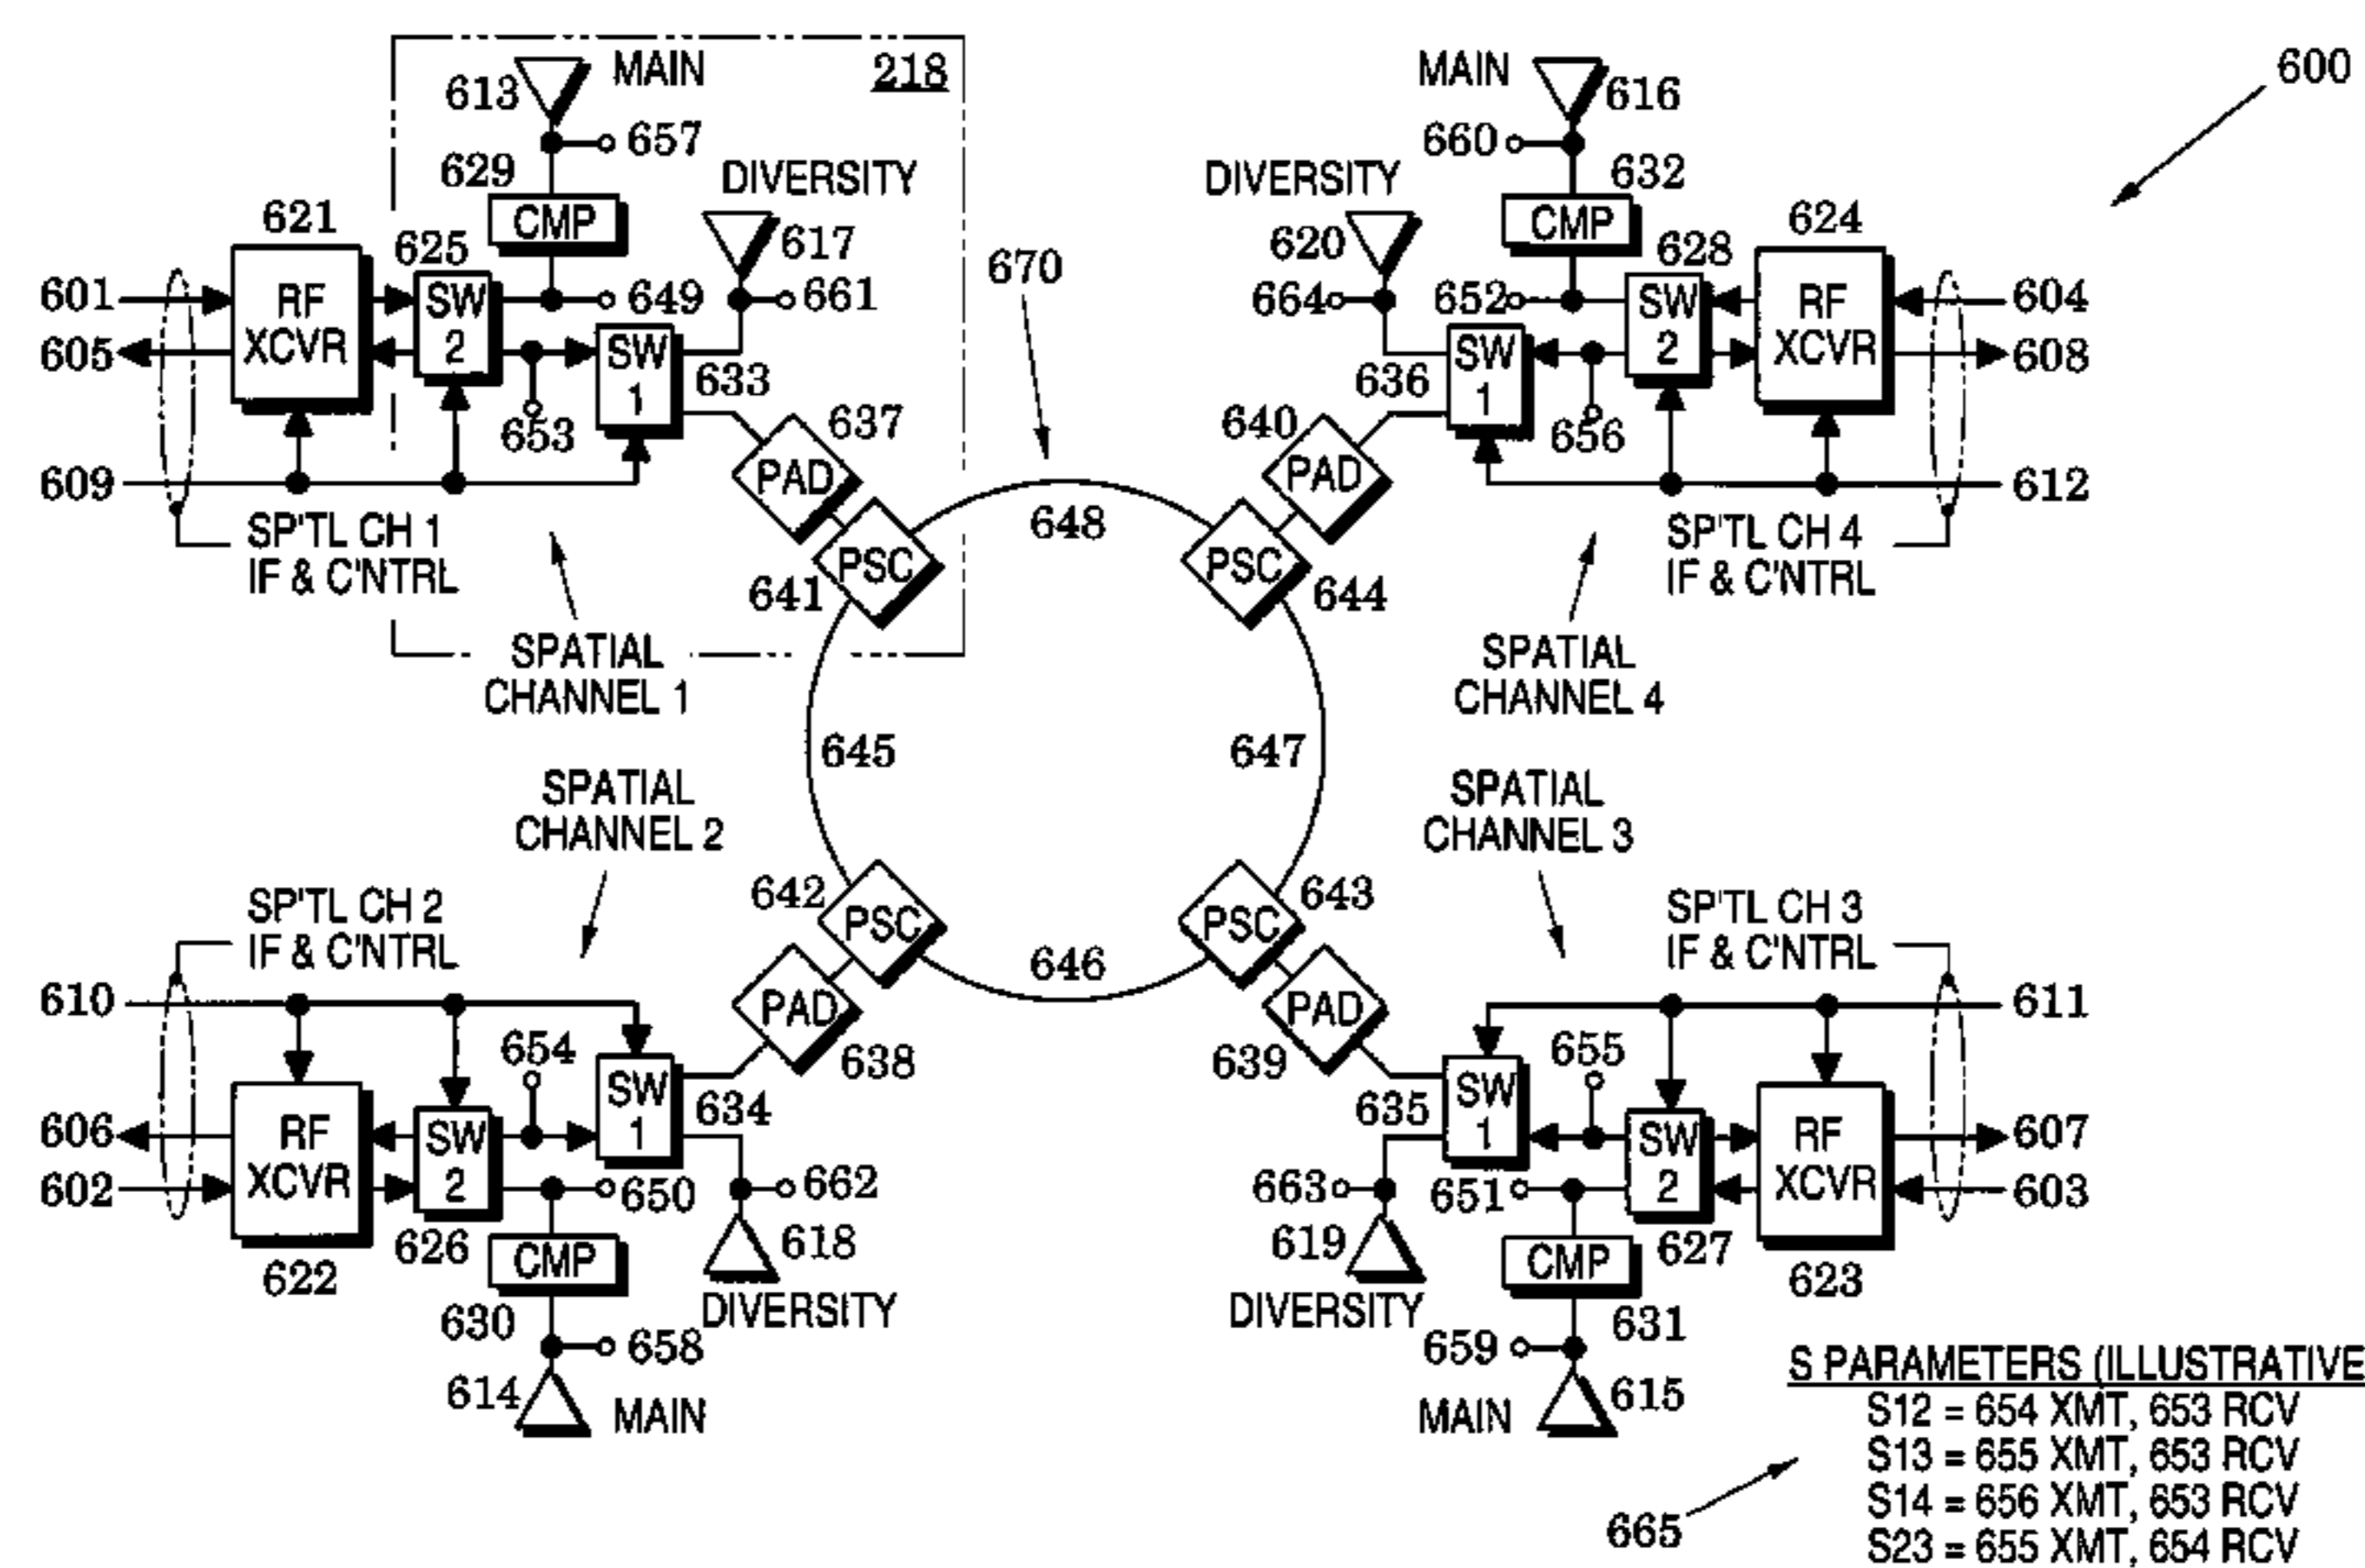 MAIN
218
613
657
629
CMP
DIVERSITY
621
625
617
601
RF
XCVR
SW
2
649
661
605
SW
1
633
653
637
609
PAD
SP'TL CH 1
IF & C'NTRL
641
PSC
SPATIAL
CHANNEL 1
670
648
MAIN
616
600
660
DIVERSITY
632
CMP
620
628
624
664
652
SW
2
RF
XCVR
604
608
SW
1
636
656
640
PAD
612
PSC
644
SP'TL CH 4
IF & C'NTRL
SPATIAL
CHANNEL 4
645
647
SPATIAL
CHANNEL 2
SPATIAL
CHANNEL 3
SP'TL CH 2
IF & C'NTRL
642
PSC
646
610
PAD
638
654
SW
1
634
606
RF
XCVR
SW
2
602
650
662
626
622
CMP
618
630
DIVERSITY
658
614
MAIN
643
PSC
SP'TL CH 3
IF & C'NTRL
PAD
639
611
655
SW
1
635
SW
2
RF
XCVR
607
603
663
651
619
CMP
627
623
DIVERSITY
631
659
615
MAIN
S PARAMETERS (ILLUSTRATIVE
S12 = 654 XMT, 653 RCV
S13 = 655 XMT, 653 RCV
S14 = 656 XMT, 653 RCV
S23 = 655 XMT, 654 RCV
665